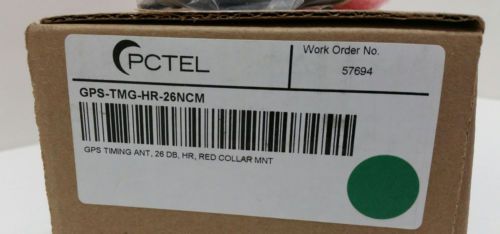 PCTEL
Work Order No.
57694
GPS-TMG-HR-26NCM
GPS TIMING ANT, 26 DB, HR, RED COLLAR MNT